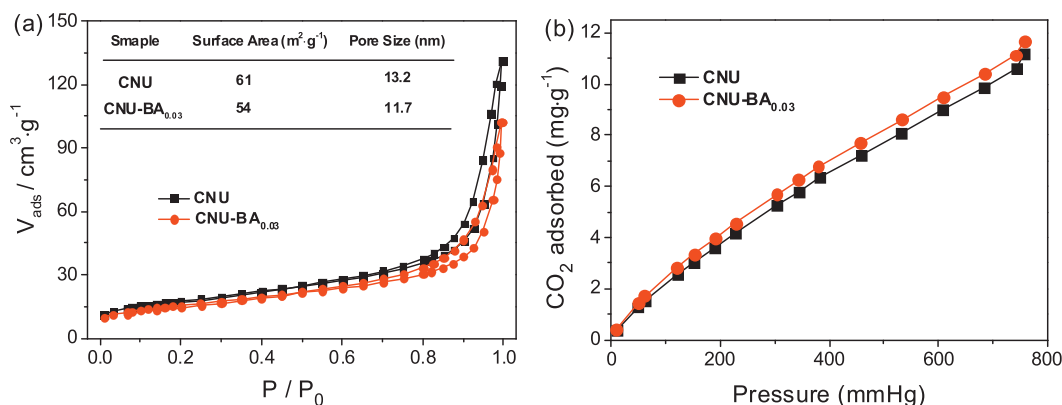 (a)
150
120
90
60
30
0
V_ads / cm³·g⁻¹
Smaple Surface Area (m²·g⁻¹) Pore Size (nm)
CNU 61 13.2
CNU-BA₀.₀₃ 54 11.7
CNU
CNU-BA₀.₀₃
0.0 0.2 0.4 0.6 0.8 1.0
P / P₀
(b)
12
10
8
6
4
2
0
CO₂ adsorbed (mg·g⁻¹)
CNU
CNU-BA₀.₀₃
0 200 400 600 800
Pressure (mmHg)